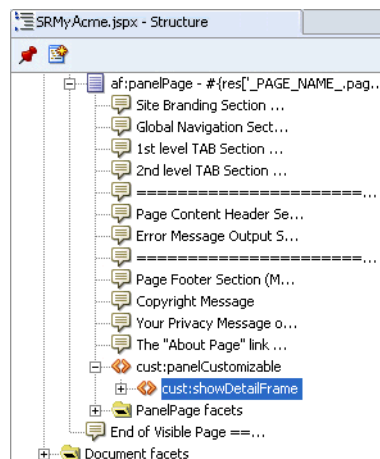 SRMyAcme.jspx - Structure
af:panelPage - #{res['_PAGE_NAME_.pag...
Site Branding Section ...
Global Navigation Sect...
1st level TAB Section ...
2nd level TAB Section ...
=======================...
Page Content Header Se...
Error Message Output S...
=======================...
Page Footer Section (M...
Copyright Message
Your Privacy Message o...
The "About Page" link ...
cust:panelCustomizable
cust:showDetailFrame
PanelPage facets
End of Visible Page ==...
Document facets